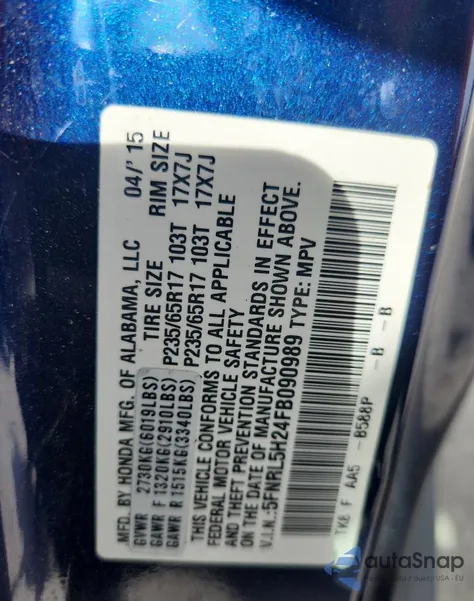 MFD. BY HONDA MFG. OF ALABAMA, LLC 04/'15
GVWR 2730KG(6019LBS) TIRE SIZE RIM SIZE
GAWR F 1320KG(2910LBS) P235/65R17 103T 17X7J
GAWR R 1515KG(3340LBS) P235/65R17 103T 17X7J
THIS VEHICLE CONFORMS TO ALL APPLICABLE
FEDERAL MOTOR VEHICLE SAFETY
AND THEFT PREVENTION STANDARDS IN EFFECT
ON THE DATE OF MANUFACTURE SHOWN ABOVE.
V.I.N.:5FNRL5H24FB090989 TYPE: MPV
TK8 F AA5 B588P -B -B
autaSnap